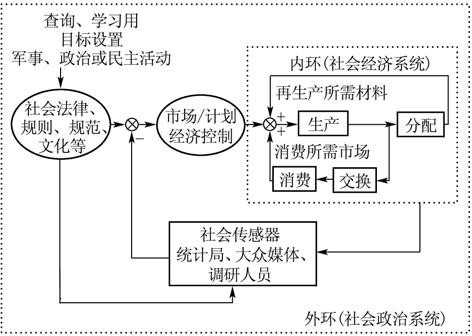 查询、学习用
目标设置
军事、政治或民主活动
社会法律、
规则、规范、
文化等
−
市场/计划
经济控制
内环(社会经济系统)
再生产所需材料
+
+
生产
分配
消费所需市场
消费
交换
社会传感器
统计局、大众媒体、
调研人员
外环(社会政治系统)